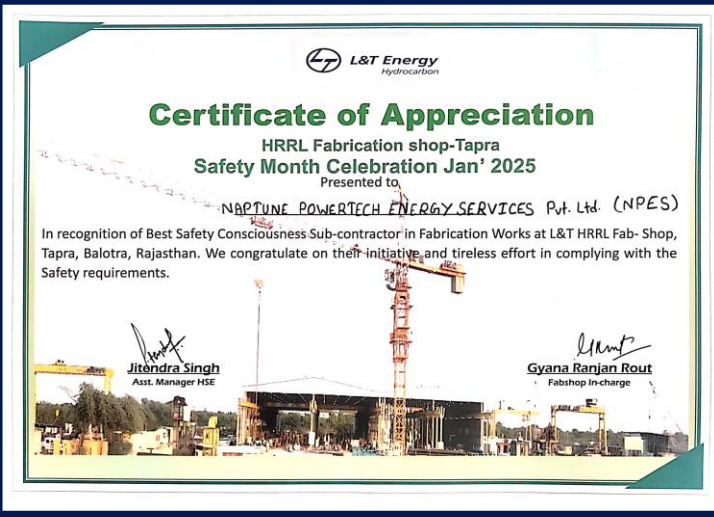 L&T Energy
Hydrocarbon
Certificate of Appreciation
HRRL Fabrication shop-Tapra
Safety Month Celebration Jan' 2025
Presented to
NAPTUNE POWERTECH ENERGY SERVICES Pvt. Ltd. (NPES)
In recognition of Best Safety Consciousness Sub-contractor in Fabrication Works at L&T HRRL Fab- Shop,
Tapra, Balotra, Rajasthan. We congratulate on their initiative and tireless effort in complying with the
Safety requirements.
Jitendra Singh
Asst. Manager HSE
Gyana Ranjan Rout
Fabshop In-charge